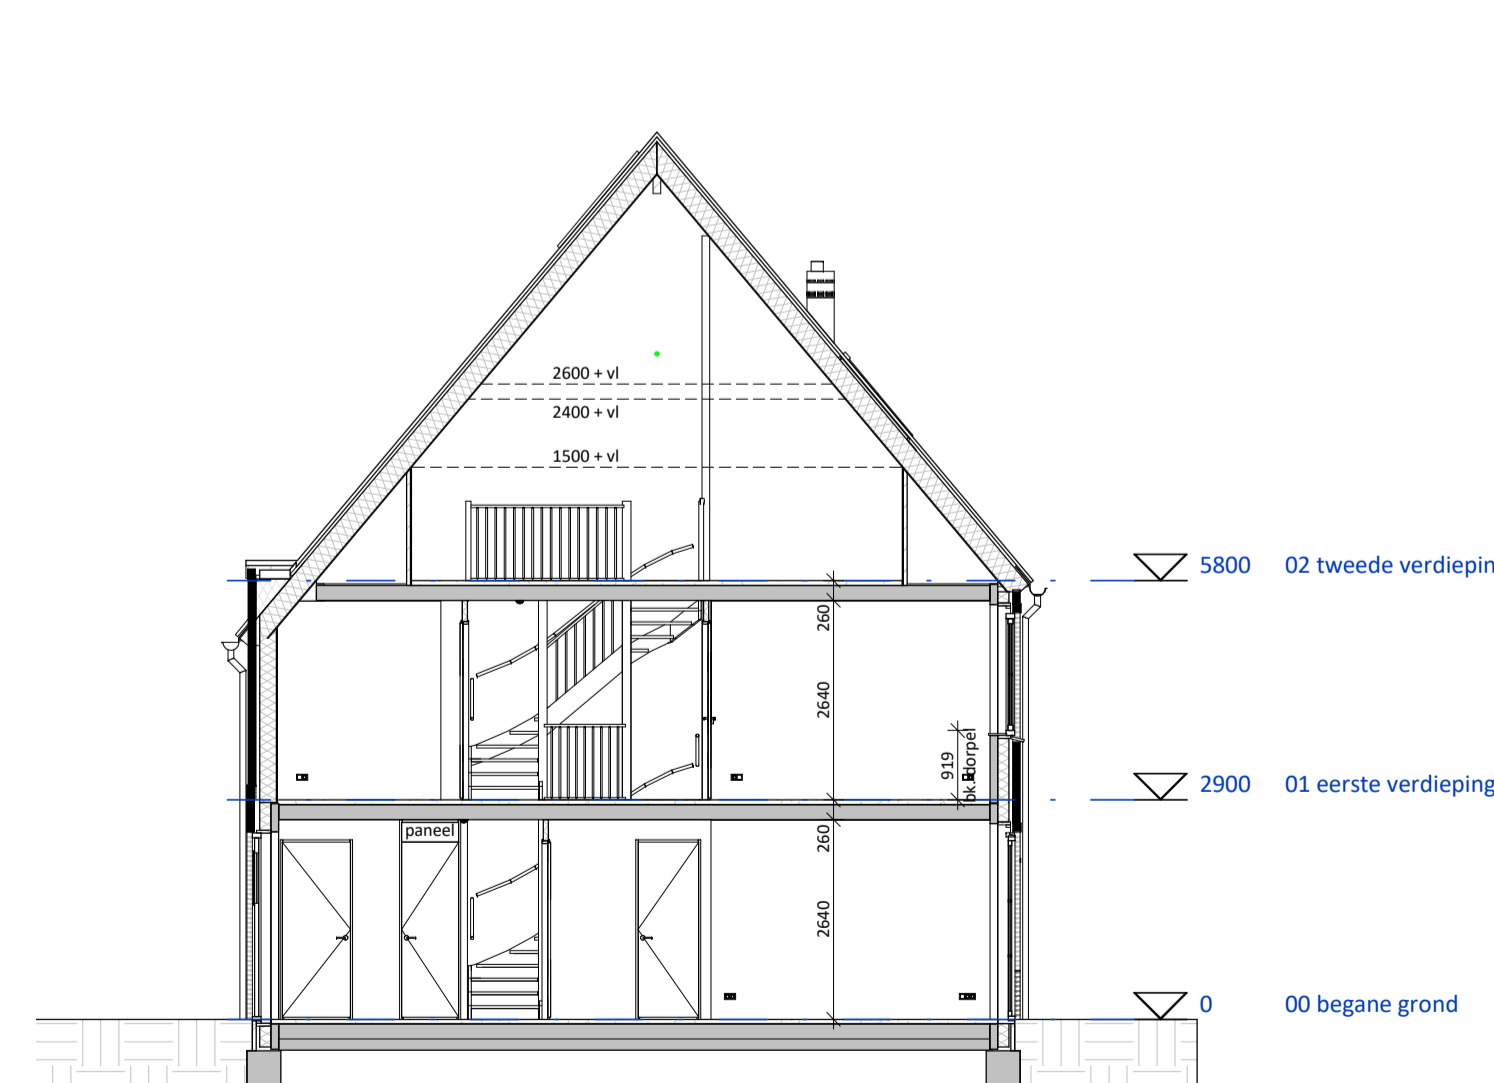 2600 + vl
2400 + vl
1500 + vl
5800 02 tweede verdiepin
260
2640
919
bk. dorpel
2900 01 eerste verdieping
paneel
260
2640
0 00 begane grond